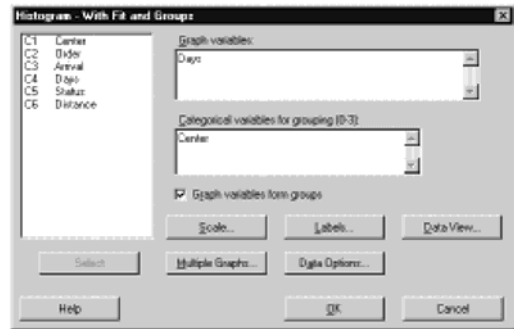 Histogram - With Fit and Groups
C1 Center
C2 Order
C3 Arrival
C4 Days
C5 Status
C6 Distance
Graph variables:
Days
Categorical variables for grouping (0-3):
Center
Graph variables form groups
Scale...
Labels...
Data View...
Select
Multiple Graphs...
Data Options...
Help
OK
Cancel